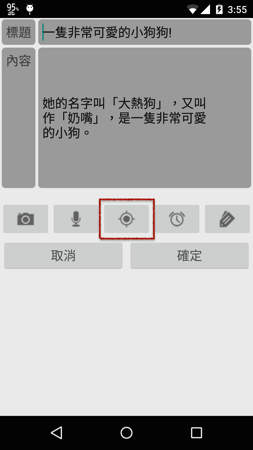 95%
3:55
標題
一隻非常可愛的小狗狗!
內容
她的名字叫「大熱狗」，又叫
作「奶嘴」，是一隻非常可愛
的小狗。
取消
確定